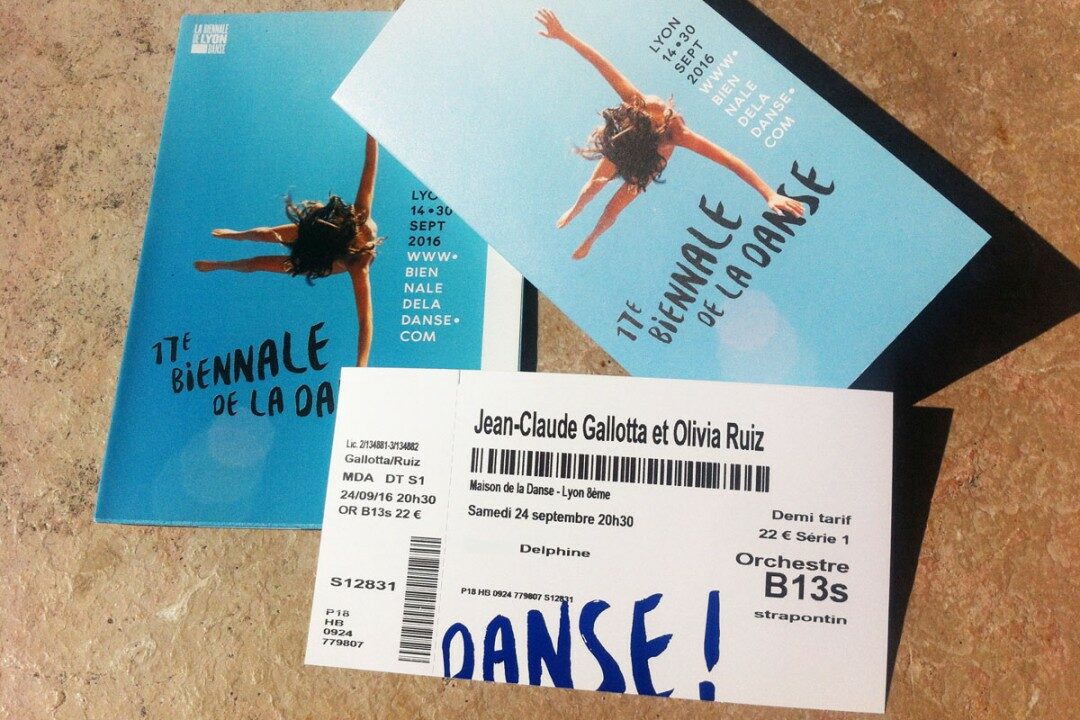 LA BIENNALE
DE LYON
DANSE
LYO
14•30
SEPT
2016
WWW•
BIEN
NALE
DELA
DANSE•
COM
17E
BiENNALE
DE LA DA
LYON
14•30
SEPT
2016
WWW•
BIEN
NALE
DELA
DANSE•
COM
17E
BiENNALE
DE LA DANSE
Lic. 2/134881-3/134882
Gallotta/Ruiz
MDA DT S1
24/09/16 20h30
OR B13s 22 €
S12831
P18
HB
0924
779807
Jean-Claude Gallotta et Olivia Ruiz
Maison de la Danse - Lyon 8ème
Samedi 24 septembre 20h30
Delphine
Demi tarif
22 € Série 1
Orchestre
B13s
strapontin
P18 HB 0924 779807 S12831
DANSE!